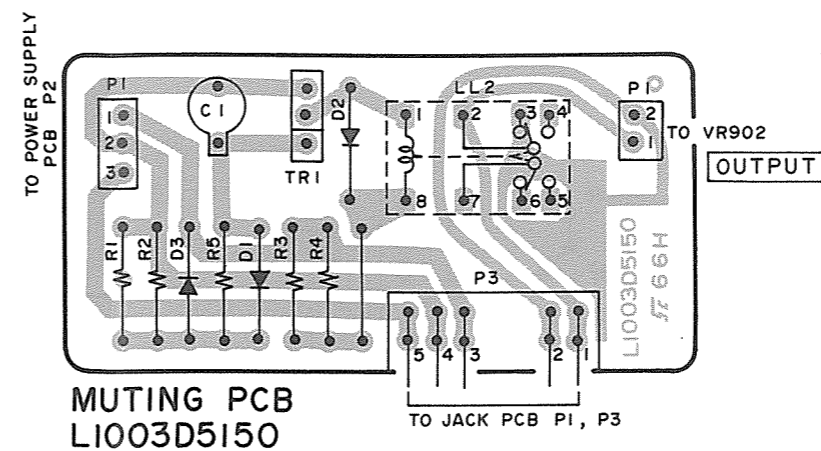 TO POWER SUPPLY
PCB P2
P1
1
2
3
C1
TR1
D2
LL2
1
2
3
4
8
7
6
5
P1
2
1
TO VR902
OUTPUT
R1
R2
D3
R5
D1
R3
R4
P3
5
4
3
2
1
L1003D5150
66H
MUTING PCB
L1003D5150
TO JACK PCB P1, P3